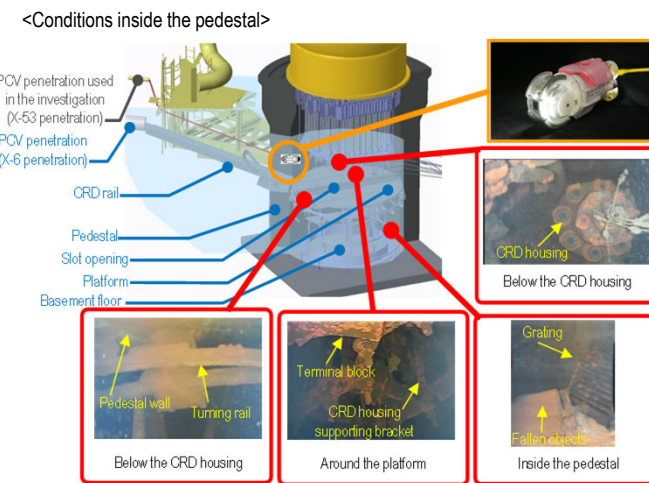 <Conditions inside the pedestal>
PCV penetration used
in the investigation
(X-53 penetration)
PCV penetration
(X-6 penetration)
CRD rail
Pedestal
Slot opening
Platform
Basement floor
CRD housing
Below the CRD housing
Pedestal wall
Turning rail
Below the CRD housing
Terminal block
CRD housing
supporting bracket
Around the platform
Grating
Fallen objects
Inside the pedestal